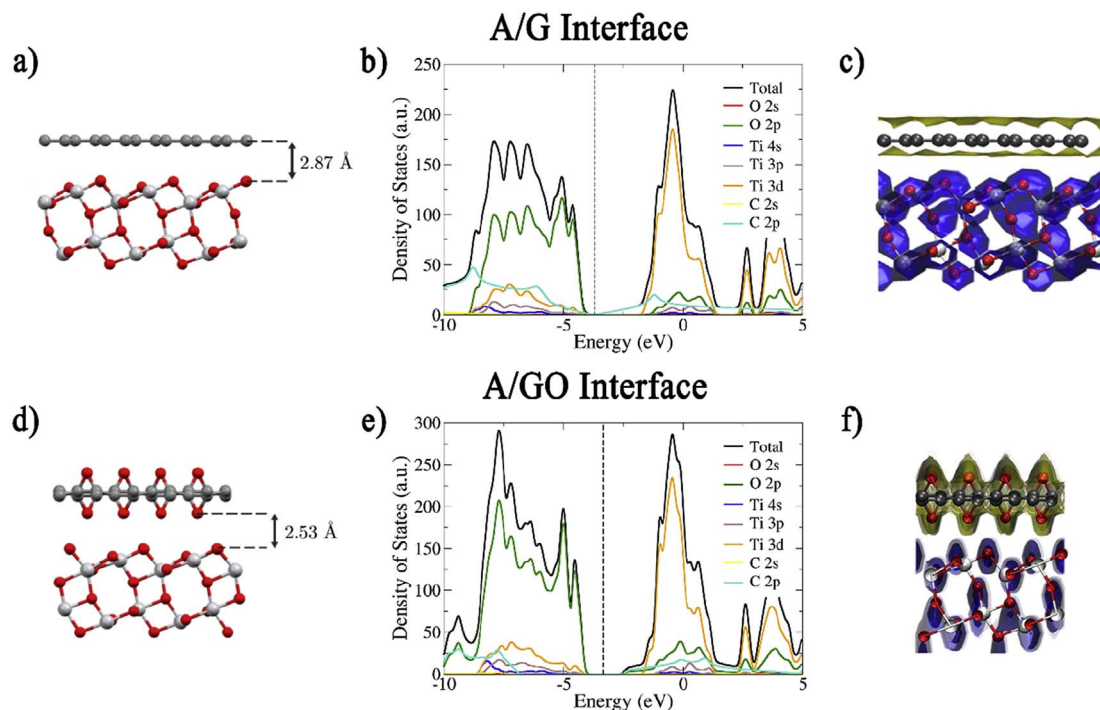 A/G Interface
a)
b)
c)
2.87 Å
Density of States (a.u.)
250
200
150
100
50
0
-10
-5
0
5
Energy (eV)
Total
O 2s
O 2p
Ti 4s
Ti 3p
Ti 3d
C 2s
C 2p
A/GO Interface
d)
e)
f)
2.53 Å
Density of States (a.u.)
300
250
200
150
100
50
0
-10
-5
0
5
Energy (eV)
Total
O 2s
O 2p
Ti 4s
Ti 3p
Ti 3d
C 2s
C 2p